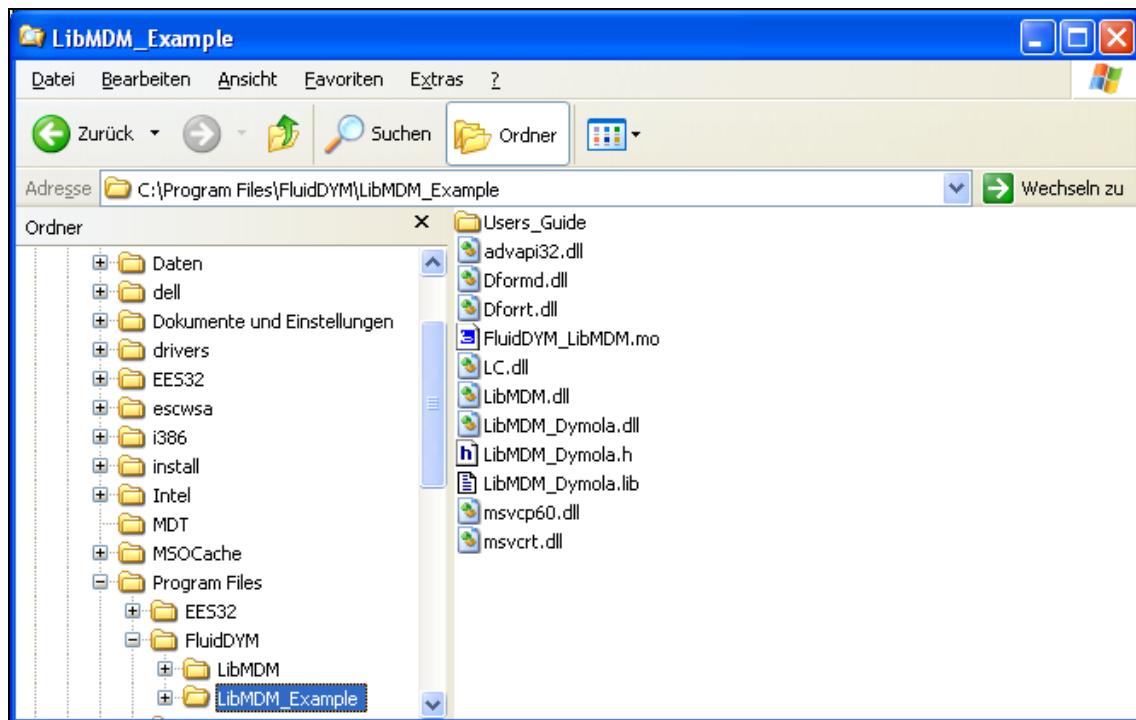 LibMDM_Example
Datei Bearbeiten Ansicht Favoriten Extras ?
Zurück Suchen Ordner
Adresse C:\Program Files\FluidDYM\LibMDM_Example Wechseln zu
Ordner
Daten
dell
Dokumente und Einstellungen
drivers
EES32
escwsa
i386
install
Intel
MDT
MSOCache
Program Files
EES32
FluidDYM
LibMDM
LibMDM_Example
Users_Guide
advapi32.dll
Dformd.dll
Dforrt.dll
FluidDYM_LibMDM.mo
LC.dll
LibMDM.dll
LibMDM_Dymola.dll
LibMDM_Dymola.h
LibMDM_Dymola.lib
msvcp60.dll
msvcrt.dll